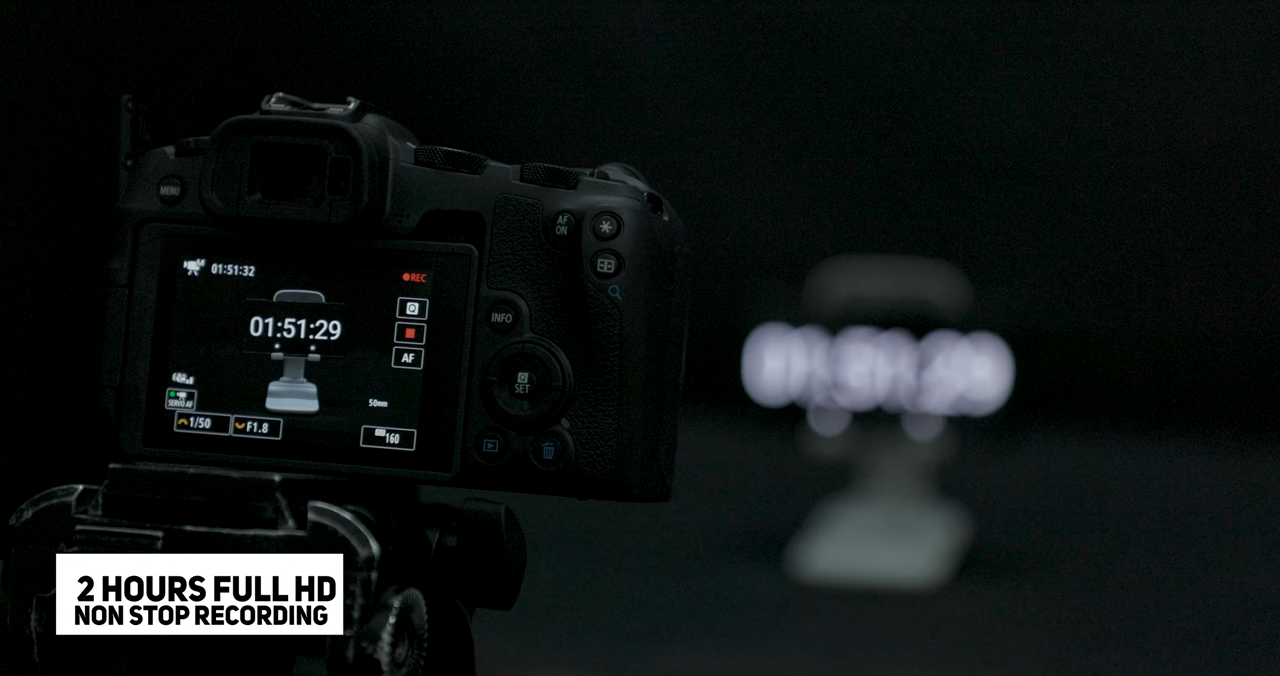 MENU
AF
ON
M
01:51:32
REC
01:51:29
INFO
AF
SET
50mm
SERVO AF
1/50
F1.8
160
2 HOURS FULL HD
NON STOP RECORDING